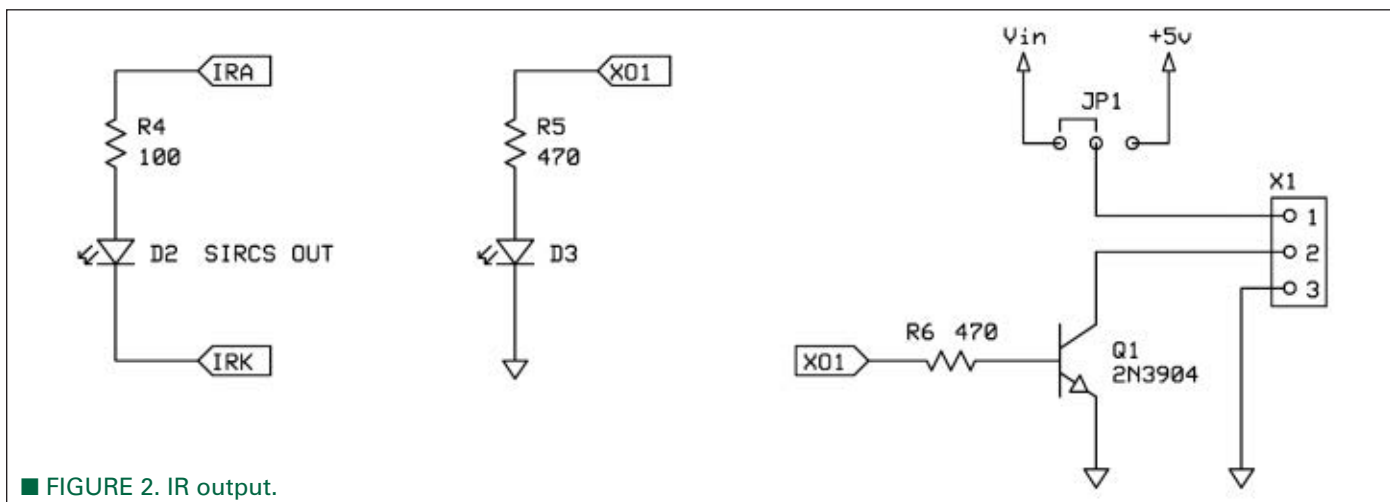 IRA
R4
100
D2 SIRCS OUT
IRK
XO1
R5
470
D3
Vin
+5v
JP1
X1
1
2
3
XO1
R6 470
Q1
2N3904
■ FIGURE 2. IR output.